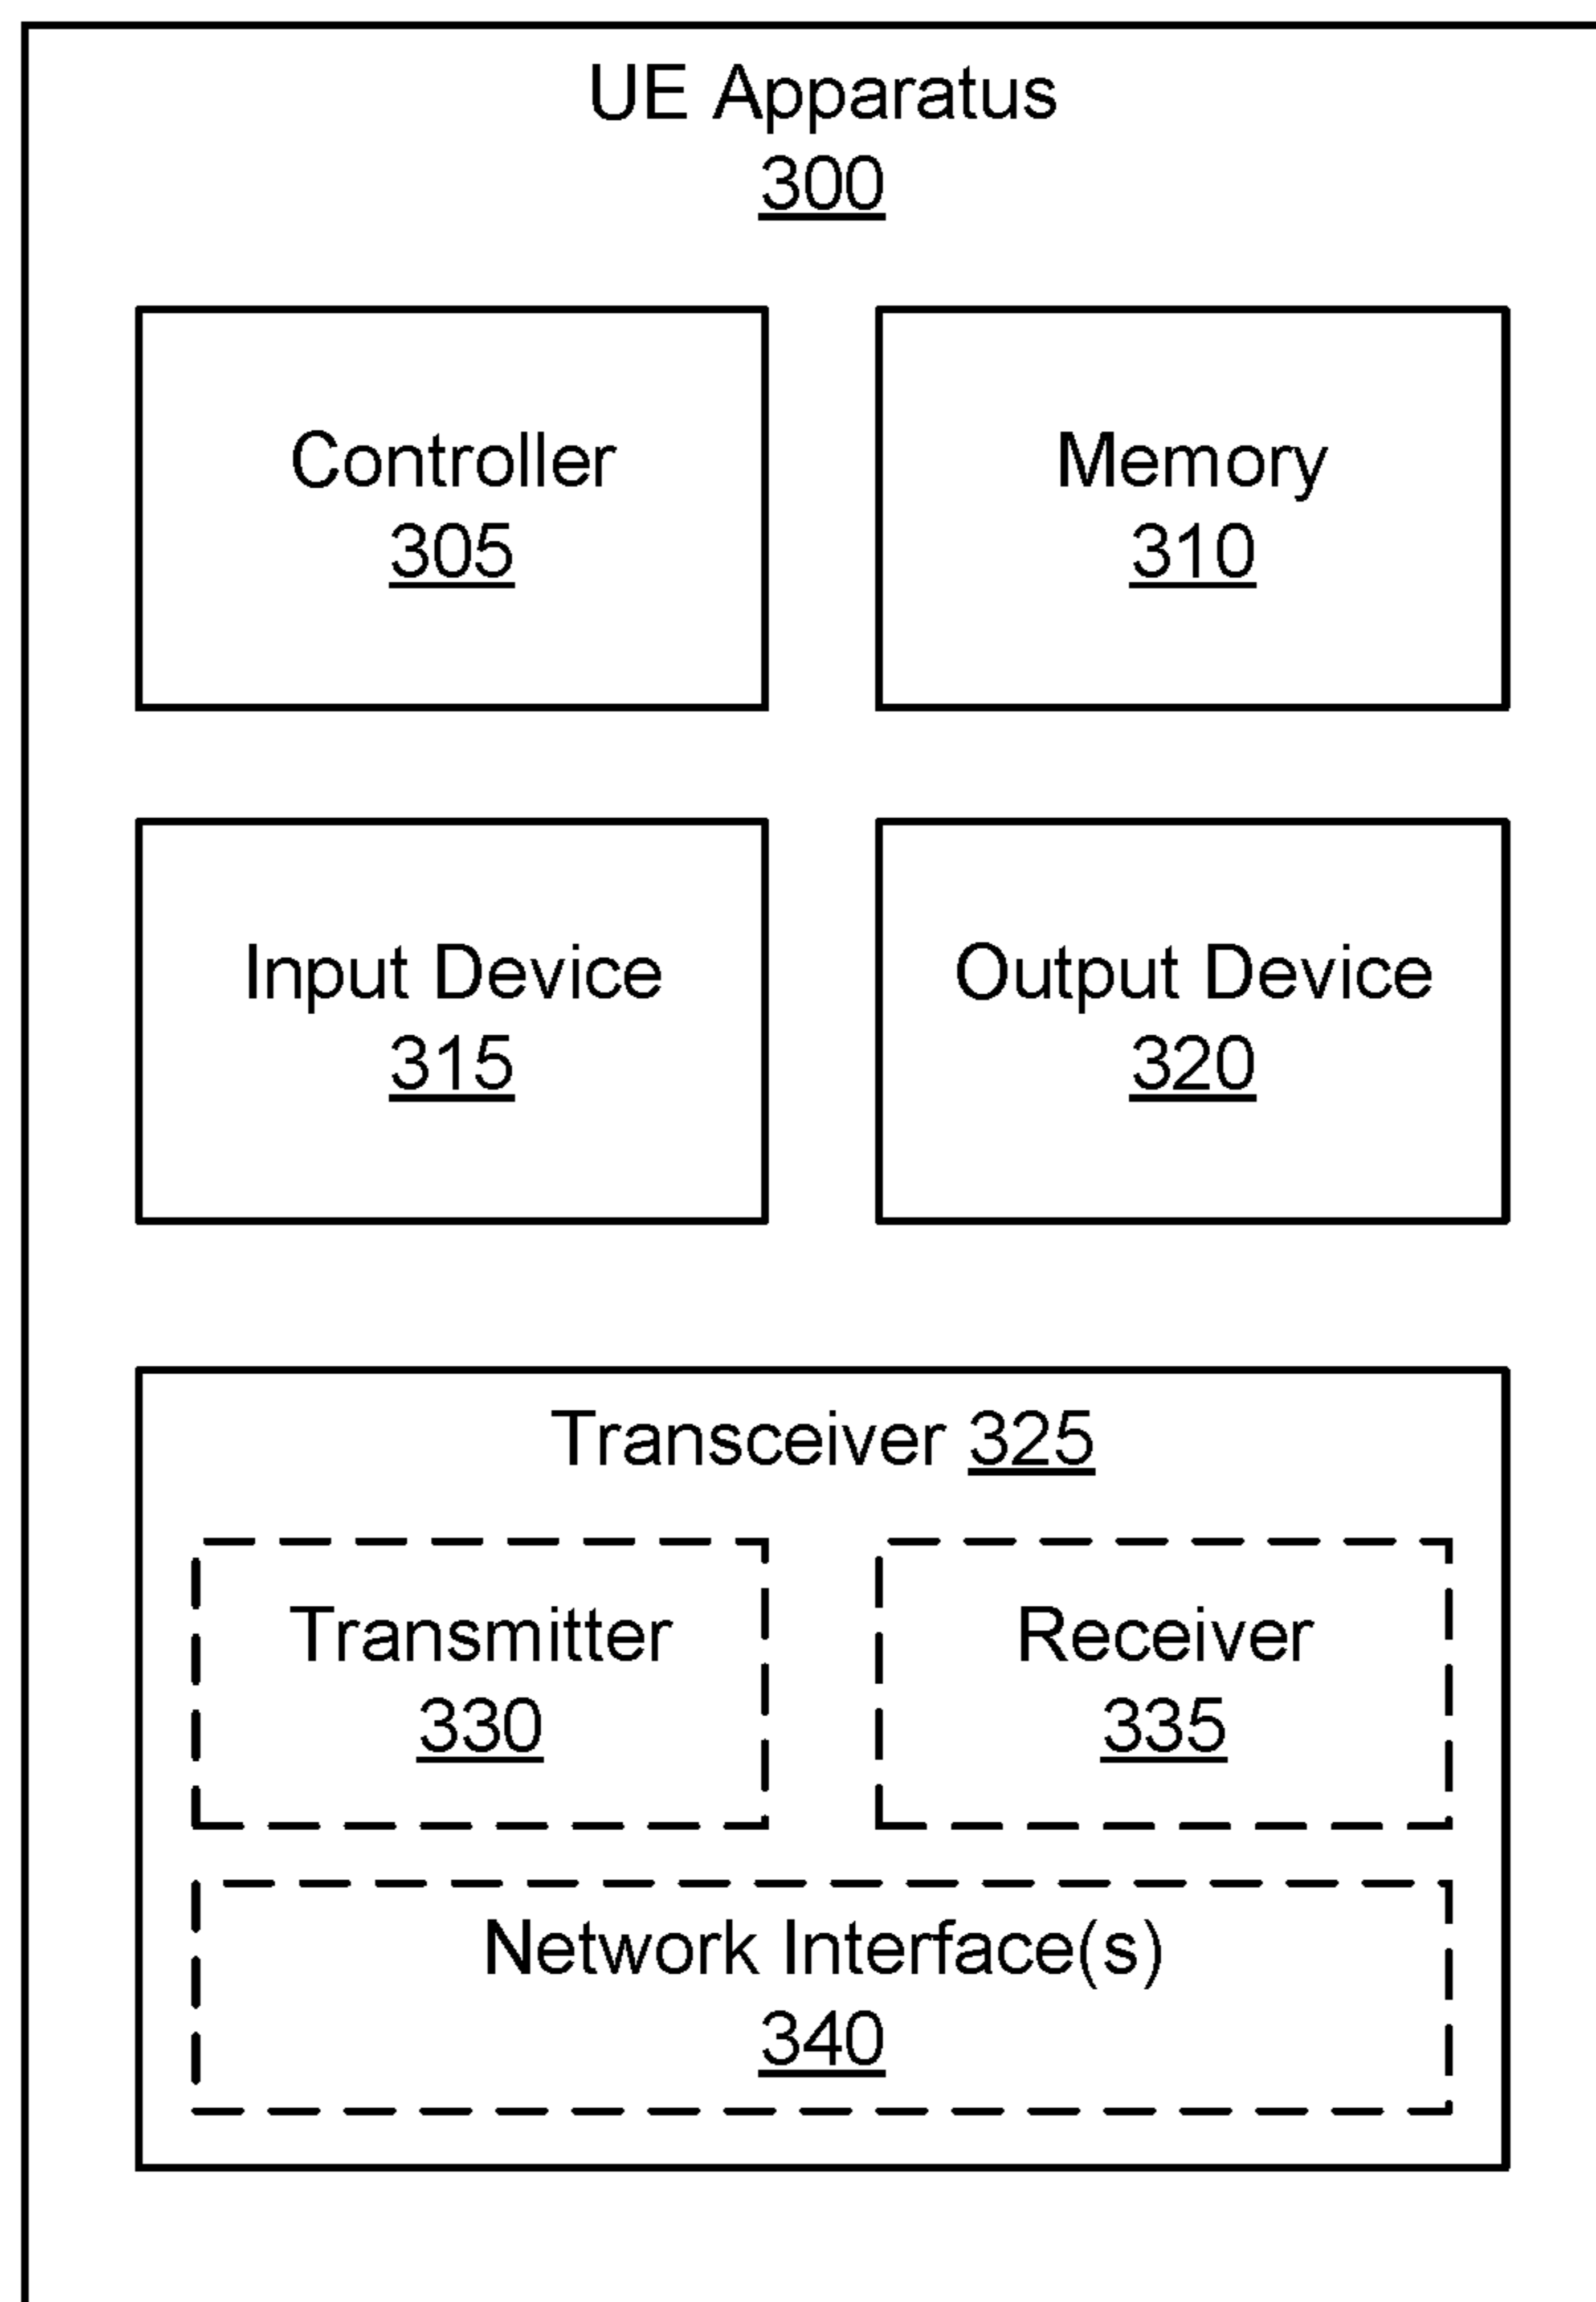 UE Apparatus
300
Controller
305
Memory
310
Input Device
315
Output Device
320
Transceiver 325
Transmitter
330
Receiver
335
Network Interface(s)
340